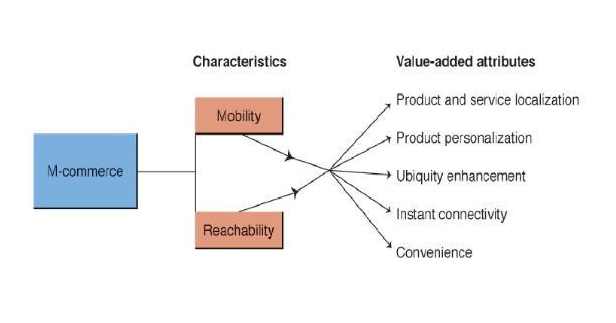 Characteristics
Value-added attributes
Mobility
M-commerce
Reachability
Product and service localization
Product personalization
Ubiquity enhancement
Instant connectivity
Convenience